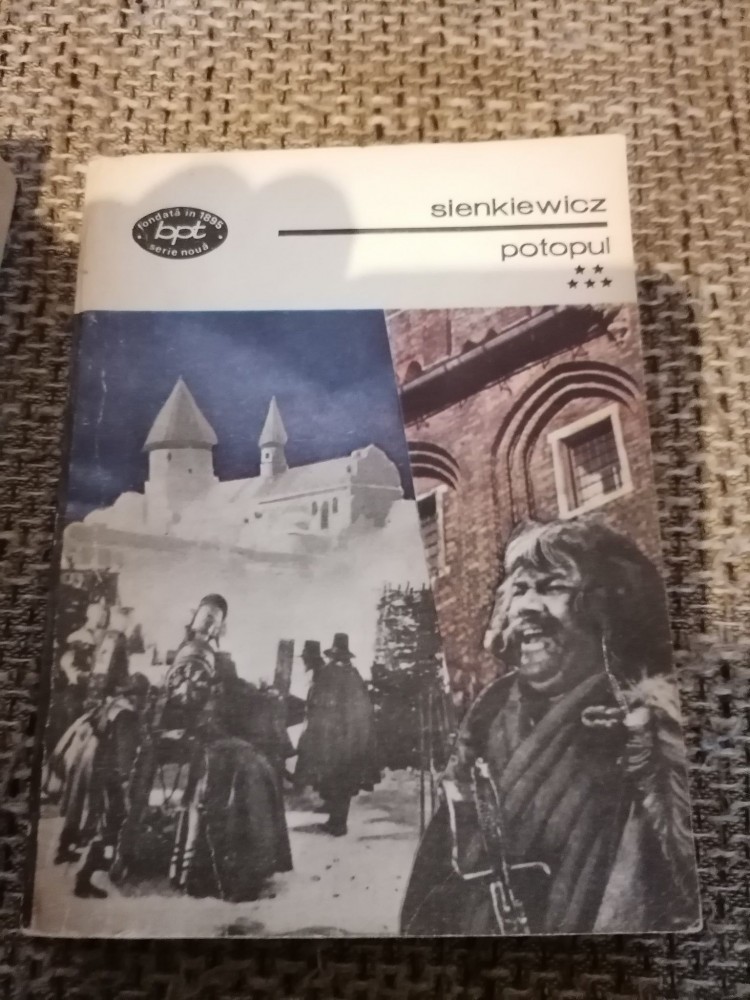 fondată în 1895
bpt
serie nouă
sienkiewicz
potopul
★★
★★★